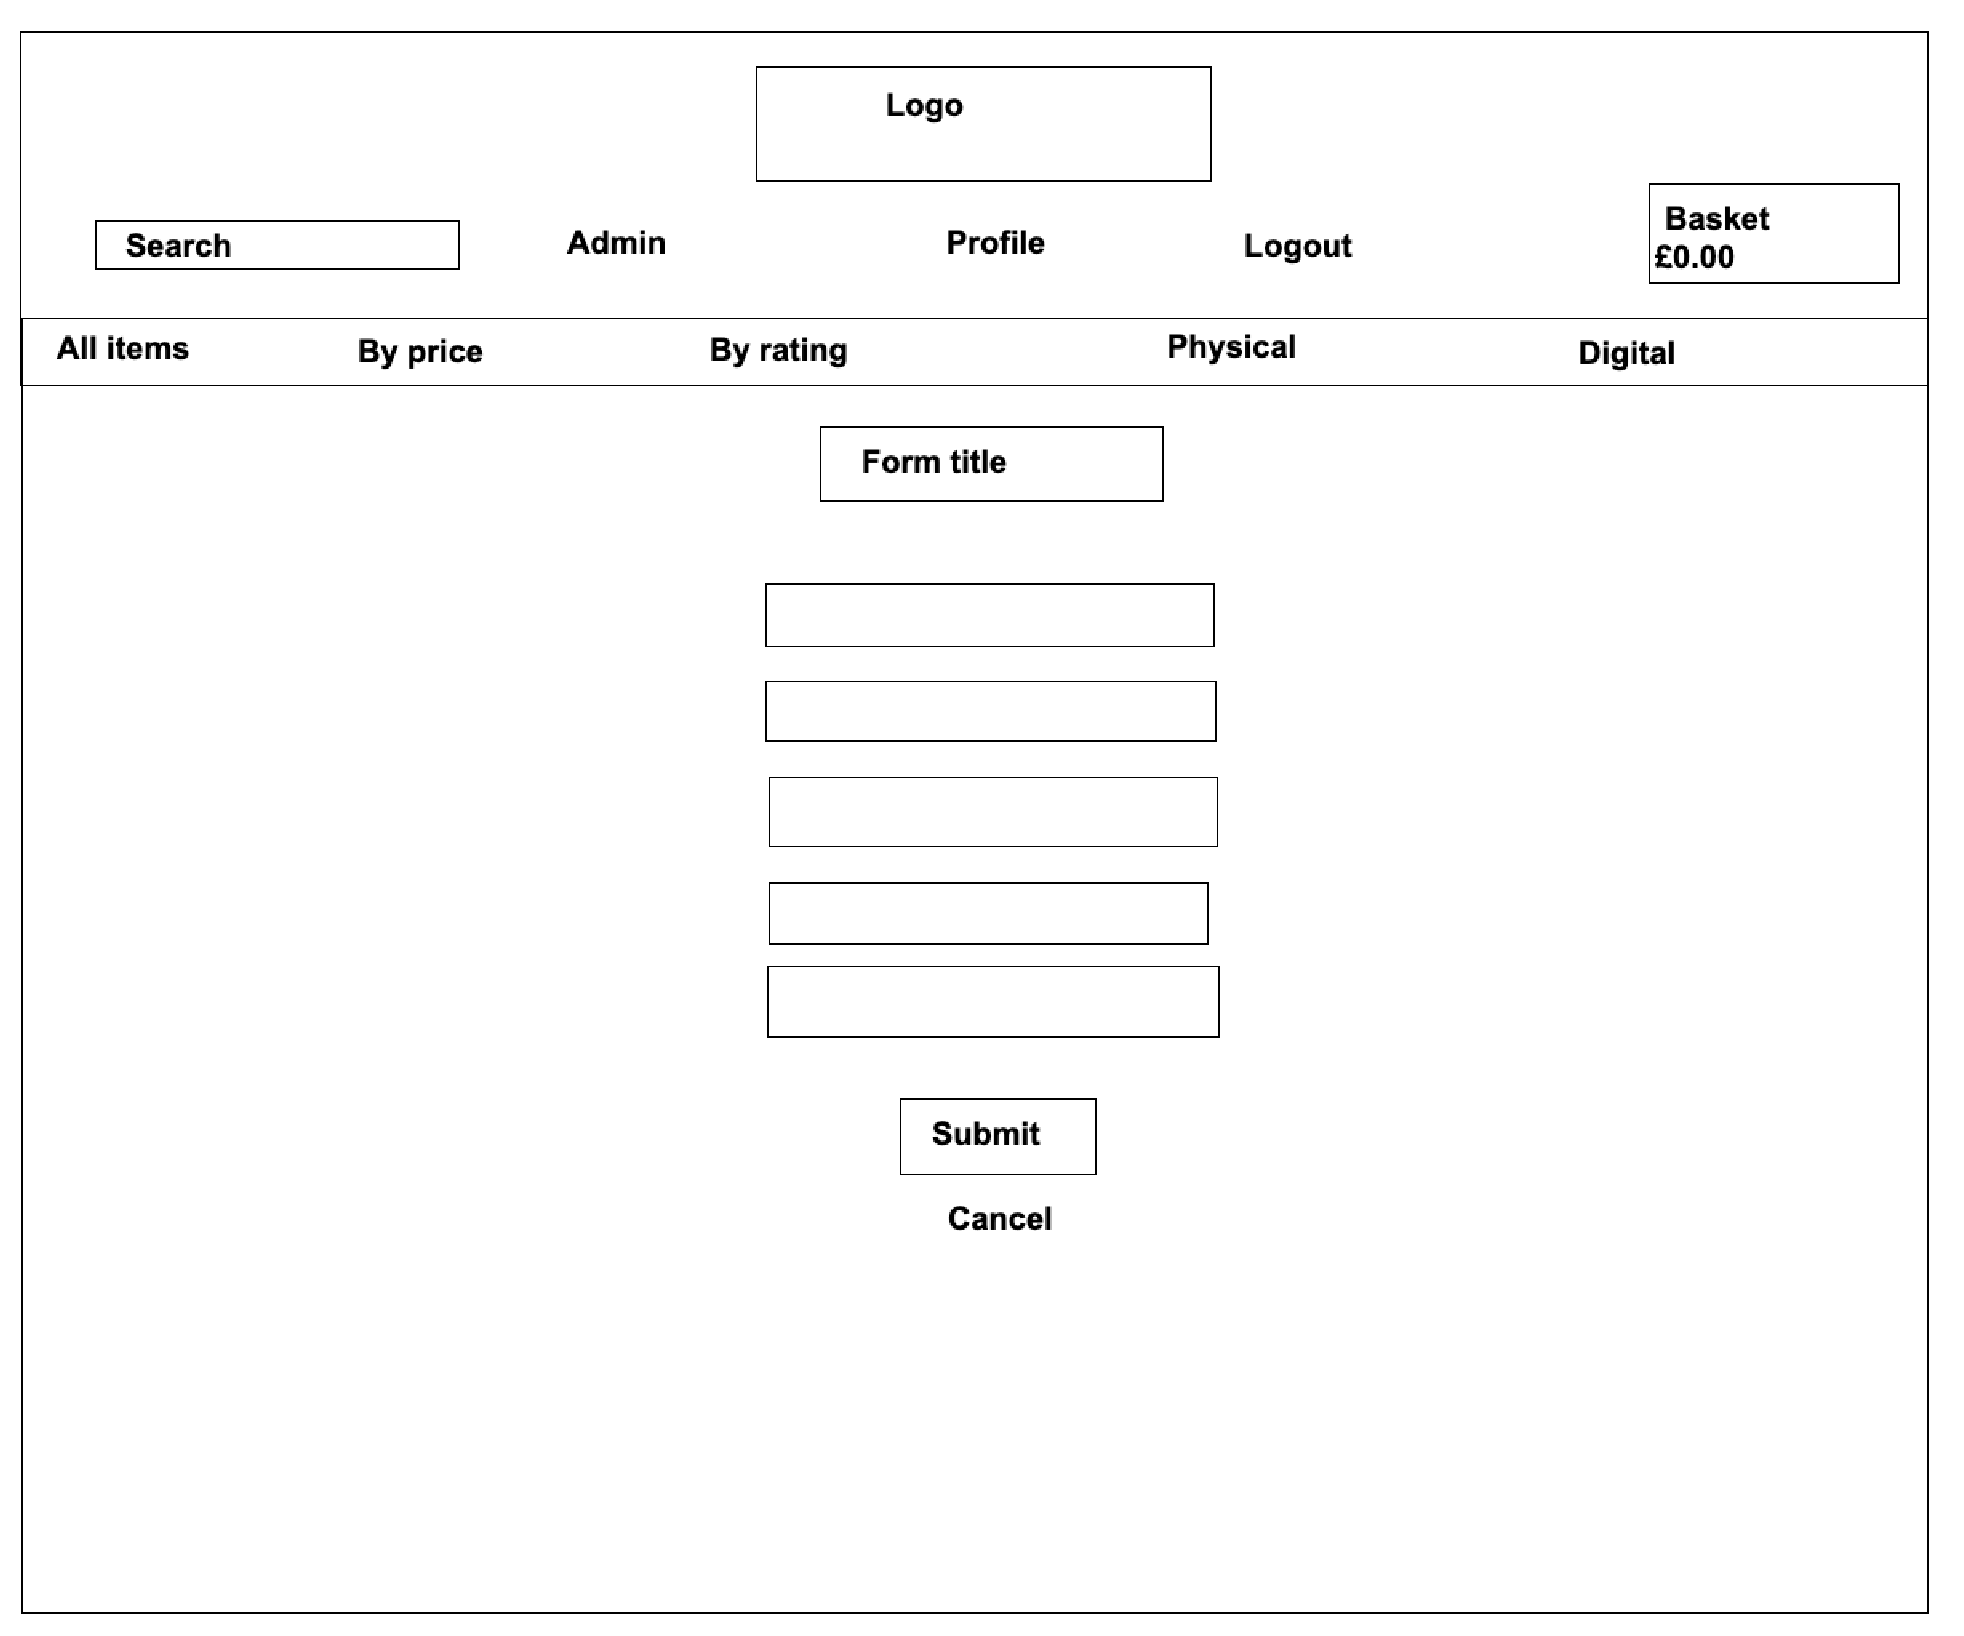 Logo
Search
Admin
Profile
Logout
Basket
£0.00
All items
By price
By rating
Physical
Digital
Form title
Submit
Cancel